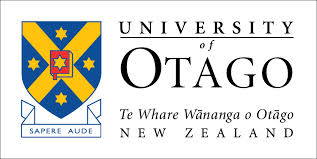 UNIVERSITY
of
OTAGO
Te Whare Wānanga o Otāgo
NEW ZEALAND
SAPERE AUDE